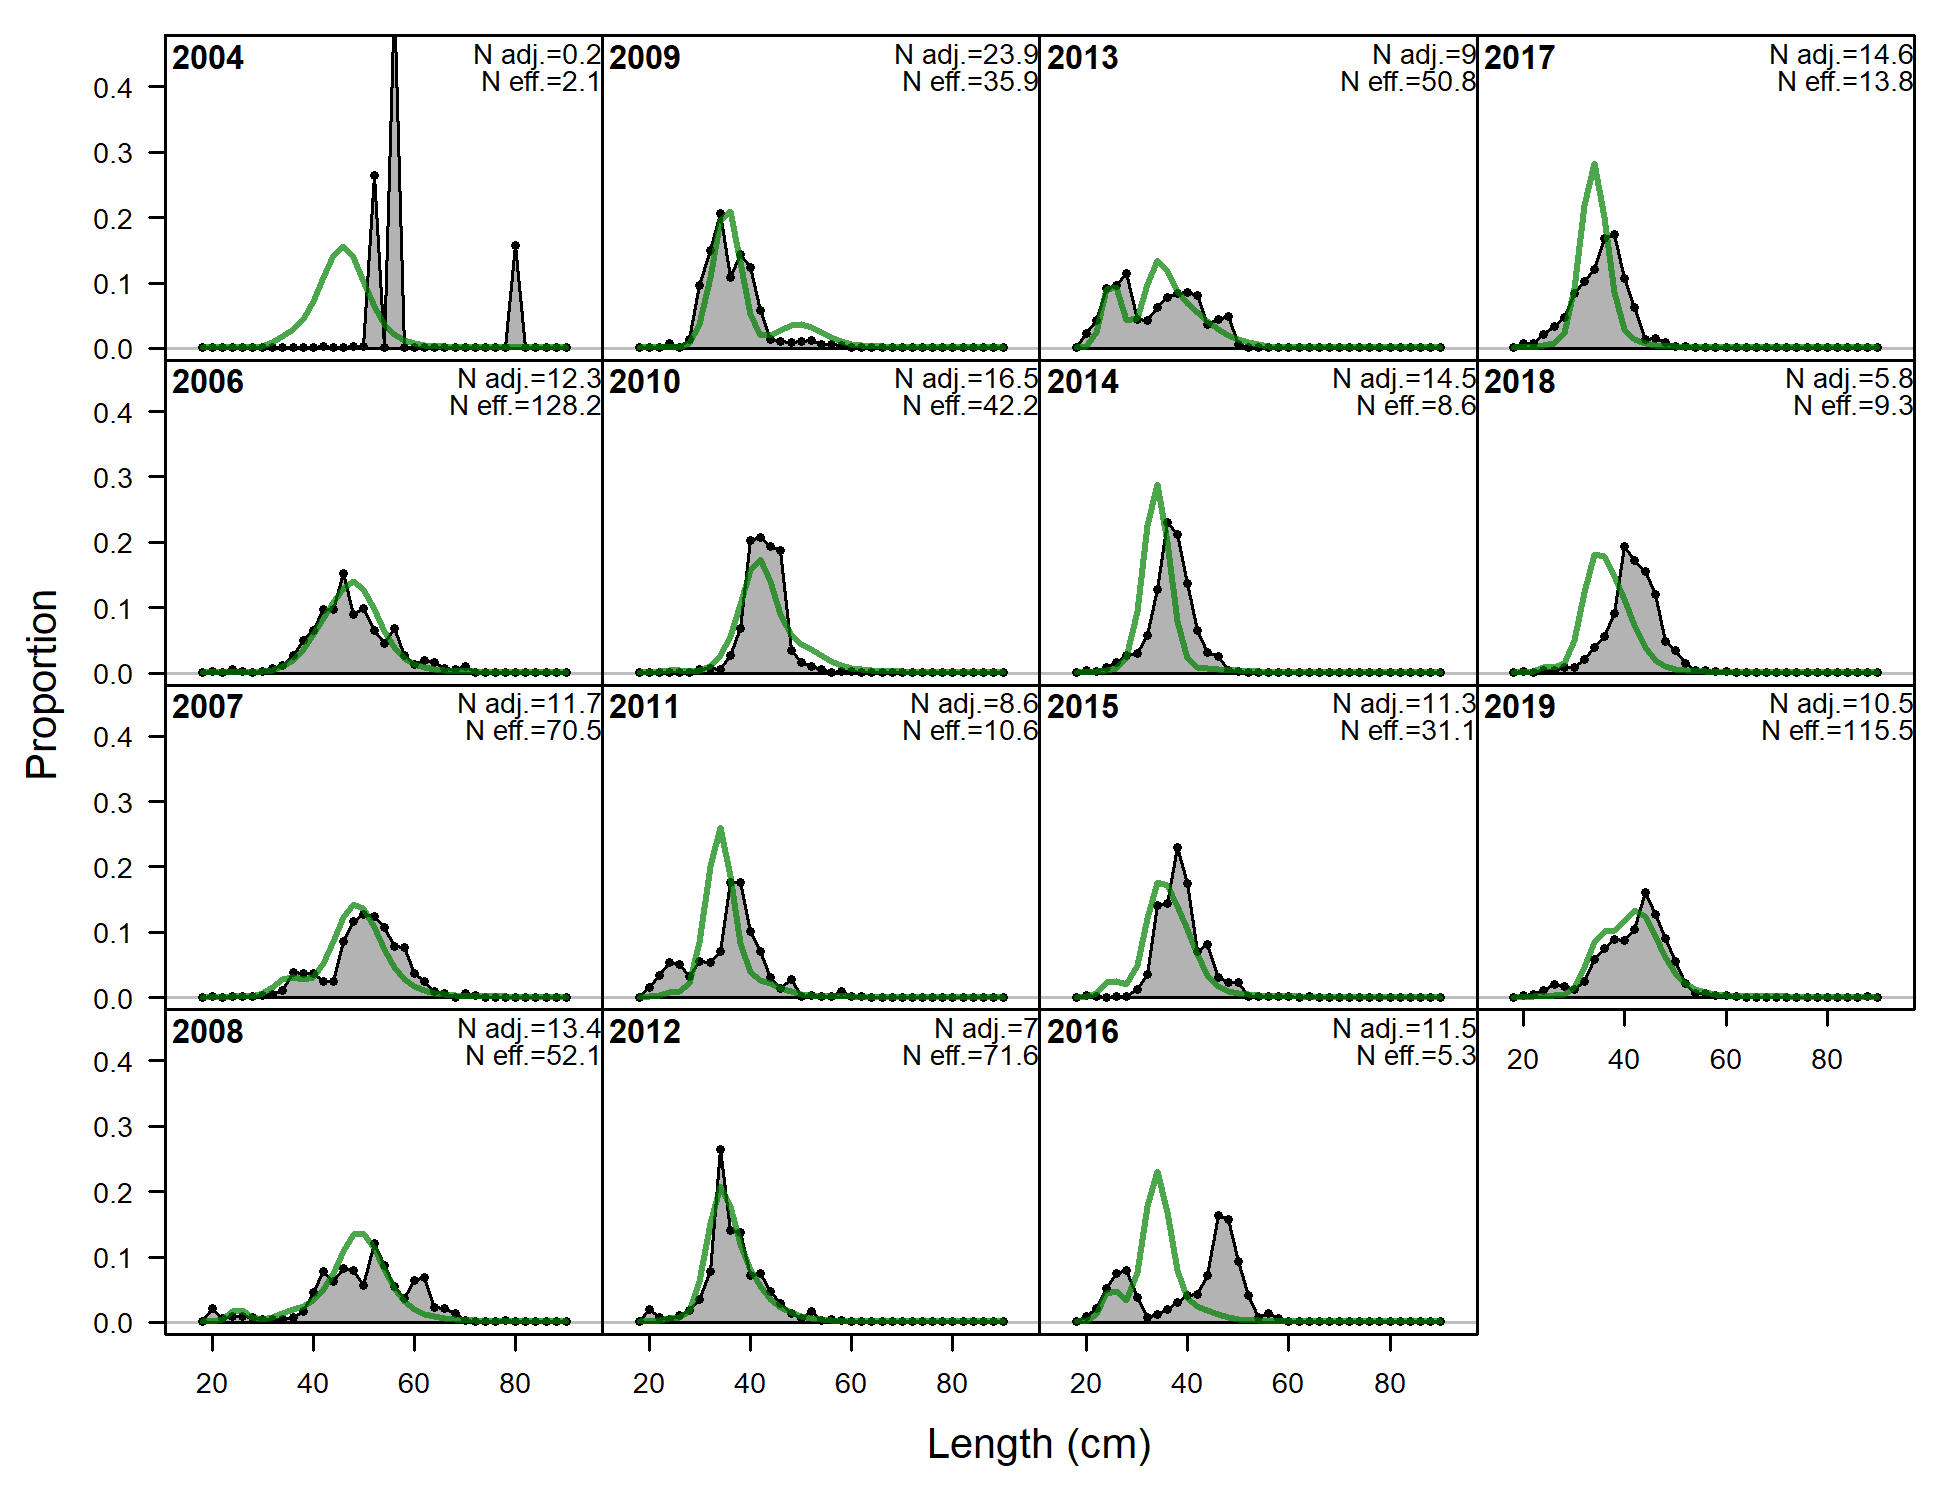 2004
N adj.=0.2
N eff.=2.1
2009
N adj.=23.9
N eff.=35.9
2013
N adj.=9
N eff.=50.8
2017
N adj.=14.6
N eff.=13.8
0.4
0.3
0.2
0.1
0.0
2006
N adj.=12.3
N eff.=128.2
2010
N adj.=16.5
N eff.=42.2
2014
N adj.=14.5
N eff.=8.6
2018
N adj.=5.8
N eff.=9.3
0.4
0.3
0.2
0.1
0.0
Proportion
2007
N adj.=11.7
N eff.=70.5
2011
N adj.=8.6
N eff.=10.6
2015
N adj.=11.3
N eff.=31.1
2019
N adj.=10.5
N eff.=115.5
0.4
0.3
0.2
0.1
0.0
20 40 60 80
2008
N adj.=13.4
N eff.=52.1
2012
N adj.=7
N eff.=71.6
2016
N adj.=11.5
N eff.=5.3
0.4
0.3
0.2
0.1
0.0
20 40 60 80
20 40 60 80
20 40 60 80
Length (cm)